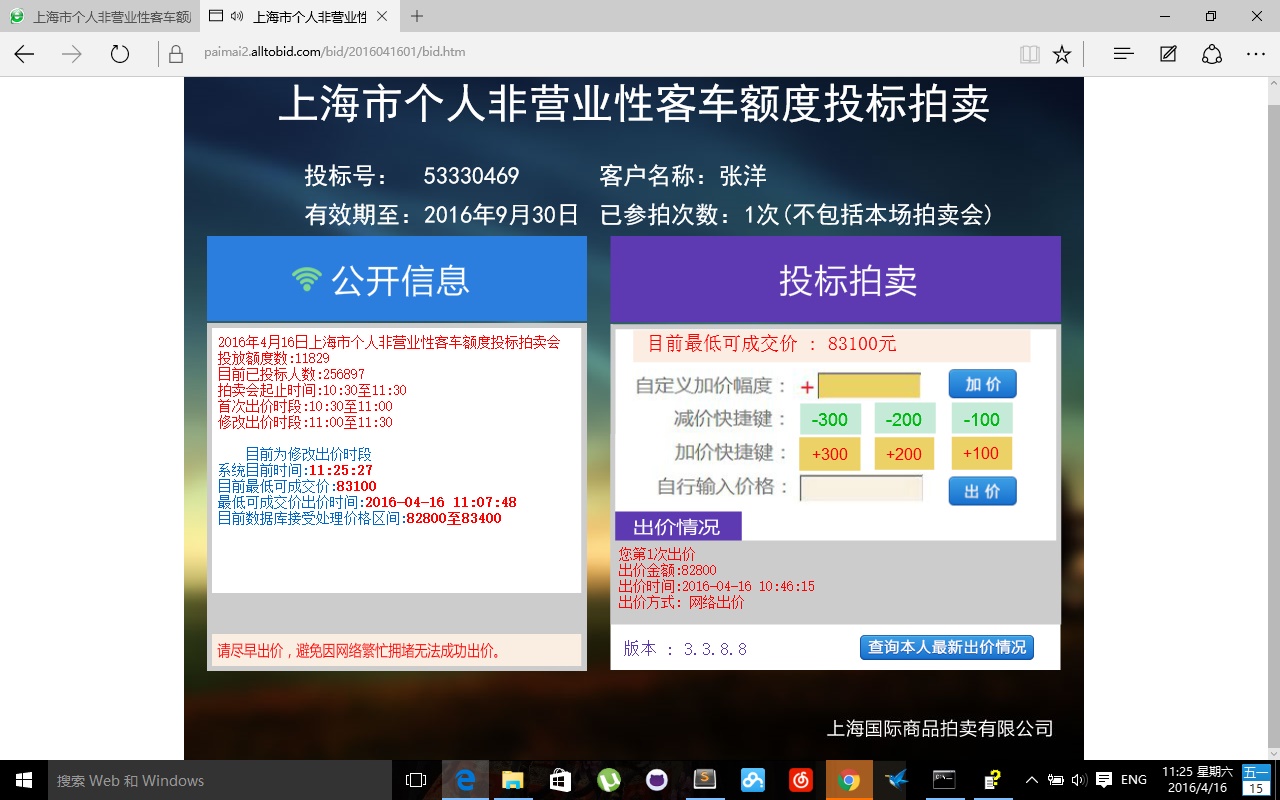 上海市个人非营业性客车额
上海市个人非营业性
paimai2.alltobid.com/bid/2016041601/bid.htm
上海市个人非营业性客车额度投标拍卖
投标号： 53330469 客户名称：张洋
有效期至：2016年9月30日 已参拍次数：1次(不包括本场拍卖会)
公开信息
2016年4月16日上海市个人非营业性客车额度投标拍卖会
投放额度数:11829
目前已投标人数:256897
拍卖会起止时间:10:30至11:30
首次出价时段:10:30至11:00
修改出价时段:11:00至11:30
目前为修改出价时段
系统目前时间:11:25:27
目前最低可成交价:83100
最低可成交价出价时间:2016-04-16 11:07:48
目前数据库接受处理价格区间:82800至83400
请尽早出价，避免因网络繁忙拥堵无法成功出价。
投标拍卖
目前最低可成交价 : 83100元
自定义加价幅度： + 加价
减价快捷键： -300 -200 -100
加价快捷键： +300 +200 +100
自行输入价格： 出价
出价情况
您第1次出价
出价金额:82800
出价时间:2016-04-16 10:46:15
出价方式: 网络出价
版本 : 3.3.8.8 查询本人最新出价情况
上海国际商品拍卖有限公司
搜索 Web 和 Windows
ENG
11:25 星期六
2016/4/16
五一
15